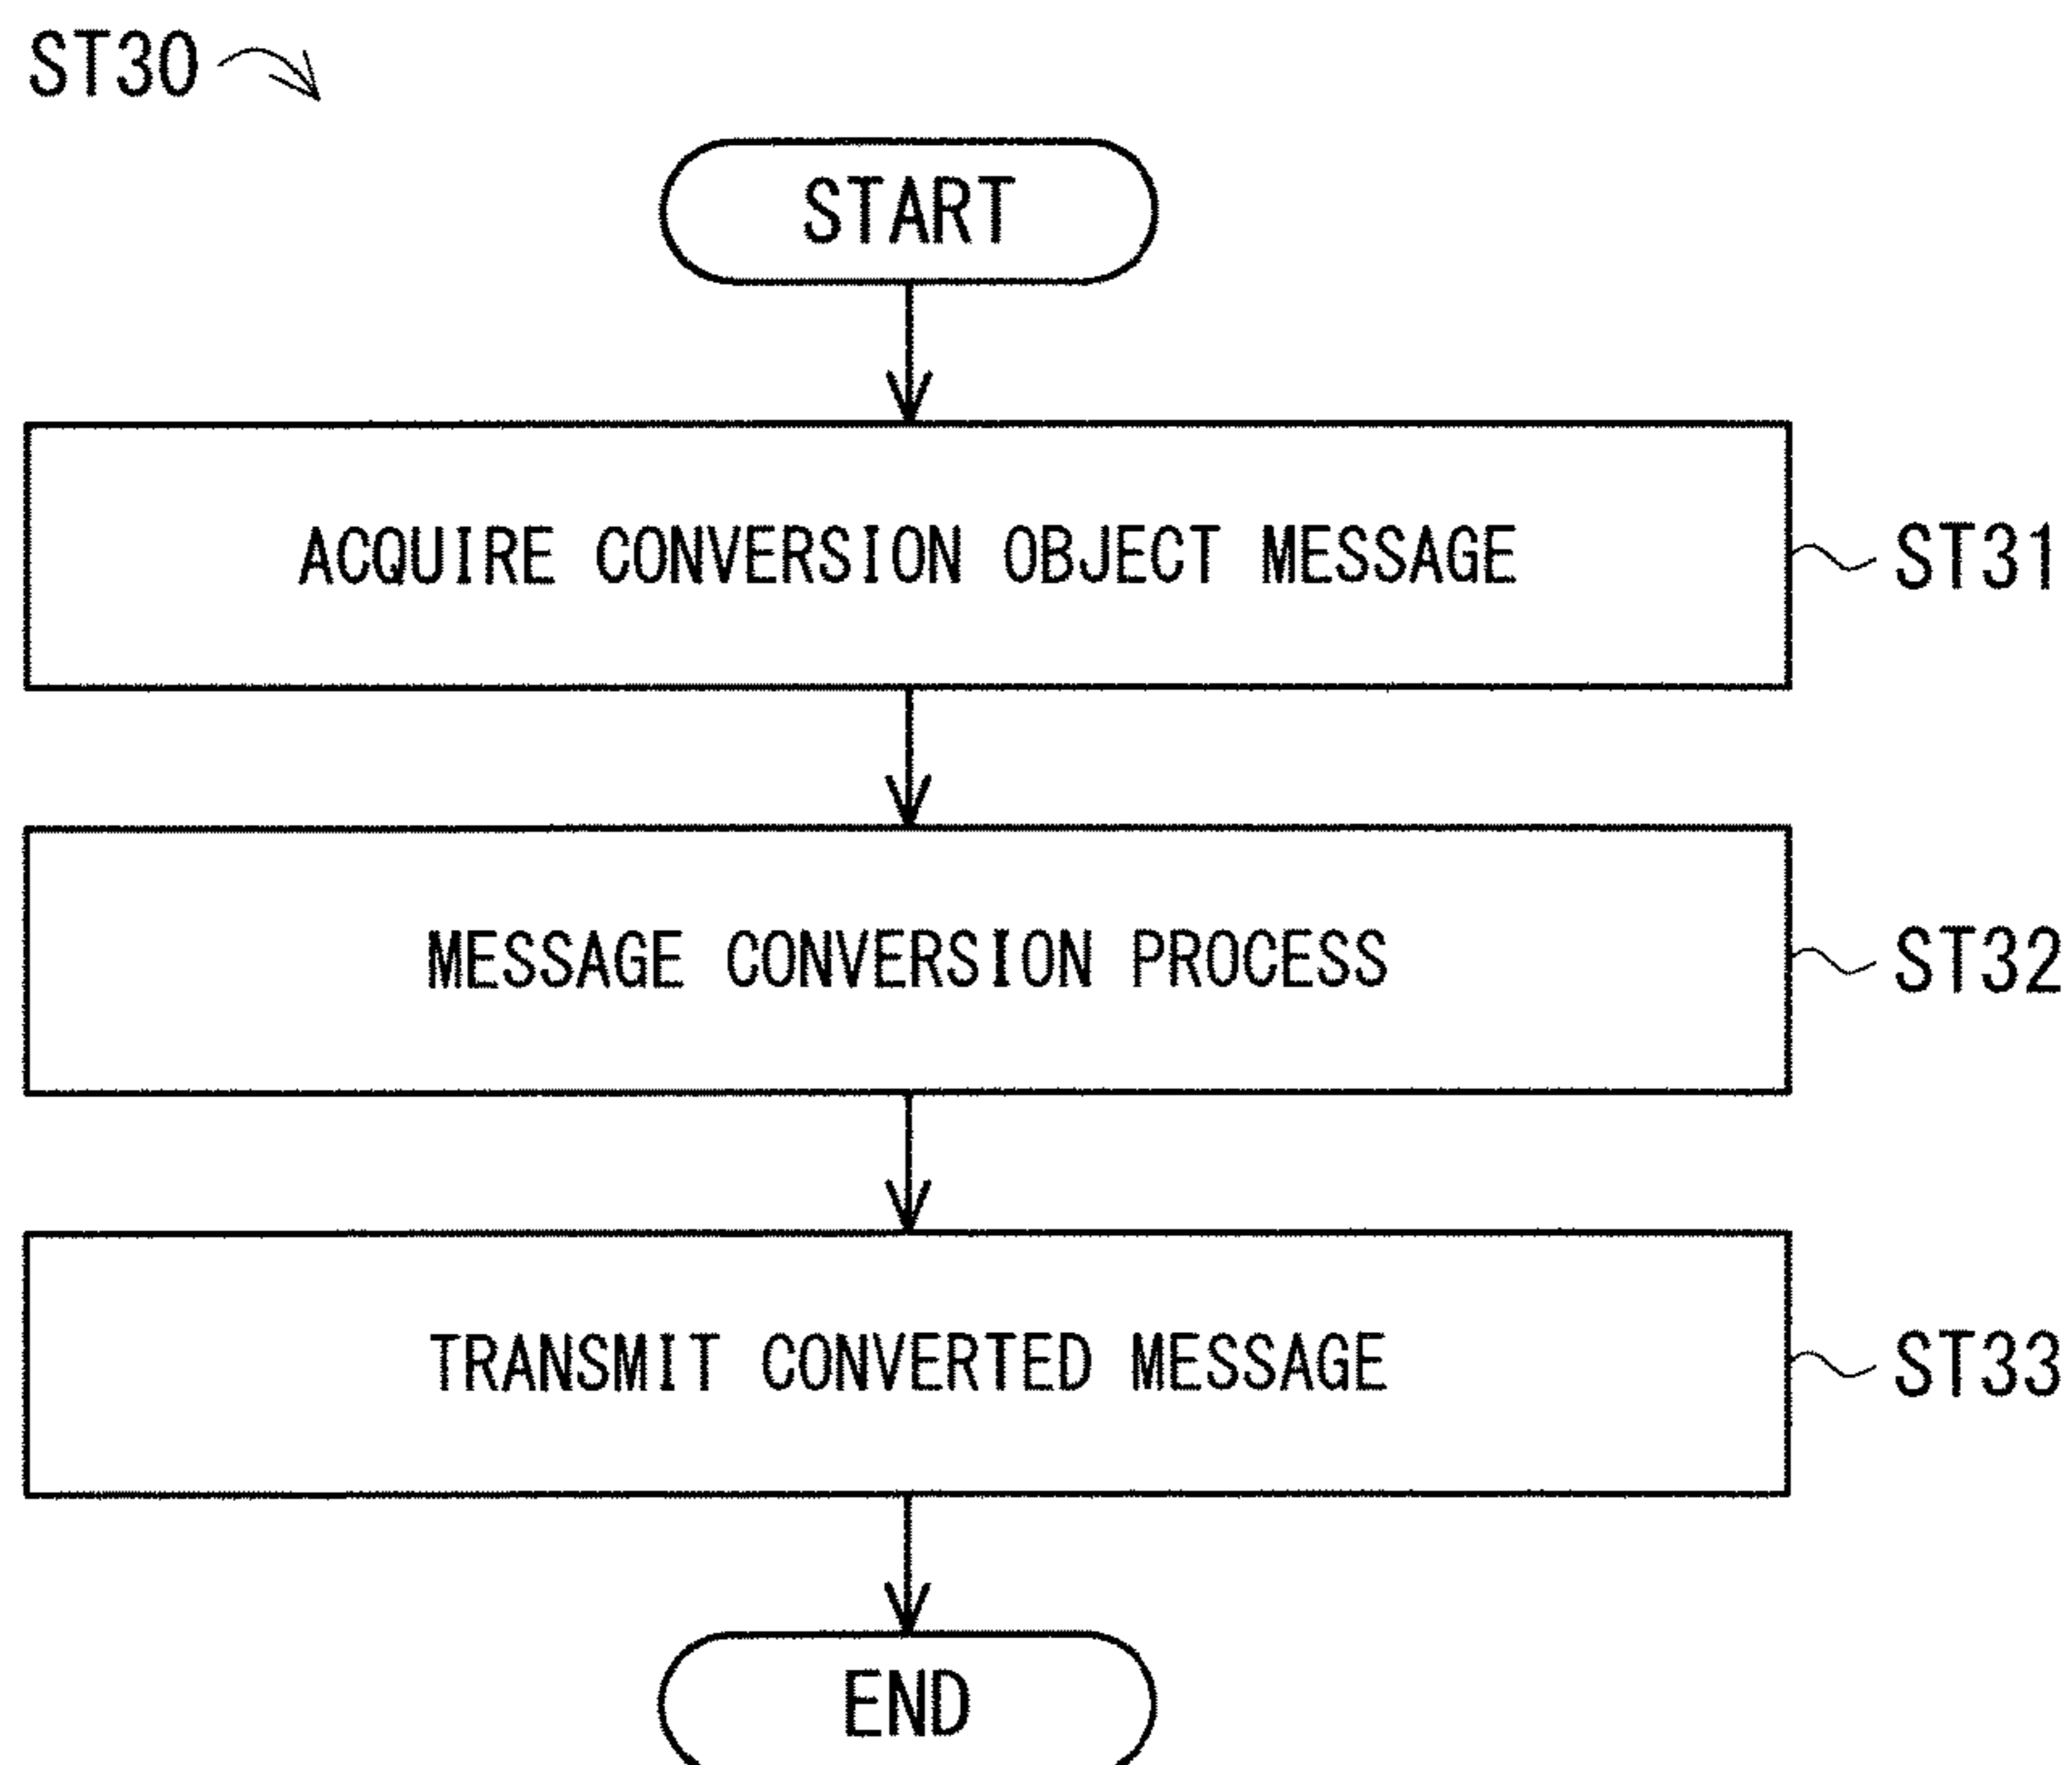 ST30
START
ACQUIRE CONVERSION OBJECT MESSAGE
ST31
MESSAGE CONVERSION PROCESS
ST32
TRANSMIT CONVERTED MESSAGE
ST33
END